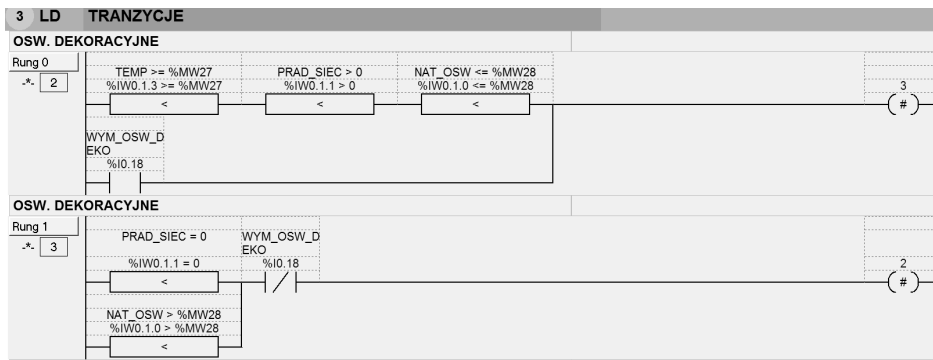 3 LD TRANZYCJE
OSW. DEKORACYJNE
Rung 0
-*- 2
TEMP >= %MW27 PRAD_SIEC > 0 NAT_OSW <= %MW28
%IW0.1.3 >= %MW27 %IW0.1.1 > 0 %IW0.1.0 <= %MW28 3
< < < #
WYM_OSW_D
EKO
%I0.18
OSW. DEKORACYJNE
Rung 1
-*- 3
PRAD_SIEC = 0 WYM_OSW_D
EKO
%IW0.1.1 = 0 %I0.18 2
< / #
NAT_OSW > %MW28
%IW0.1.0 > %MW28
<